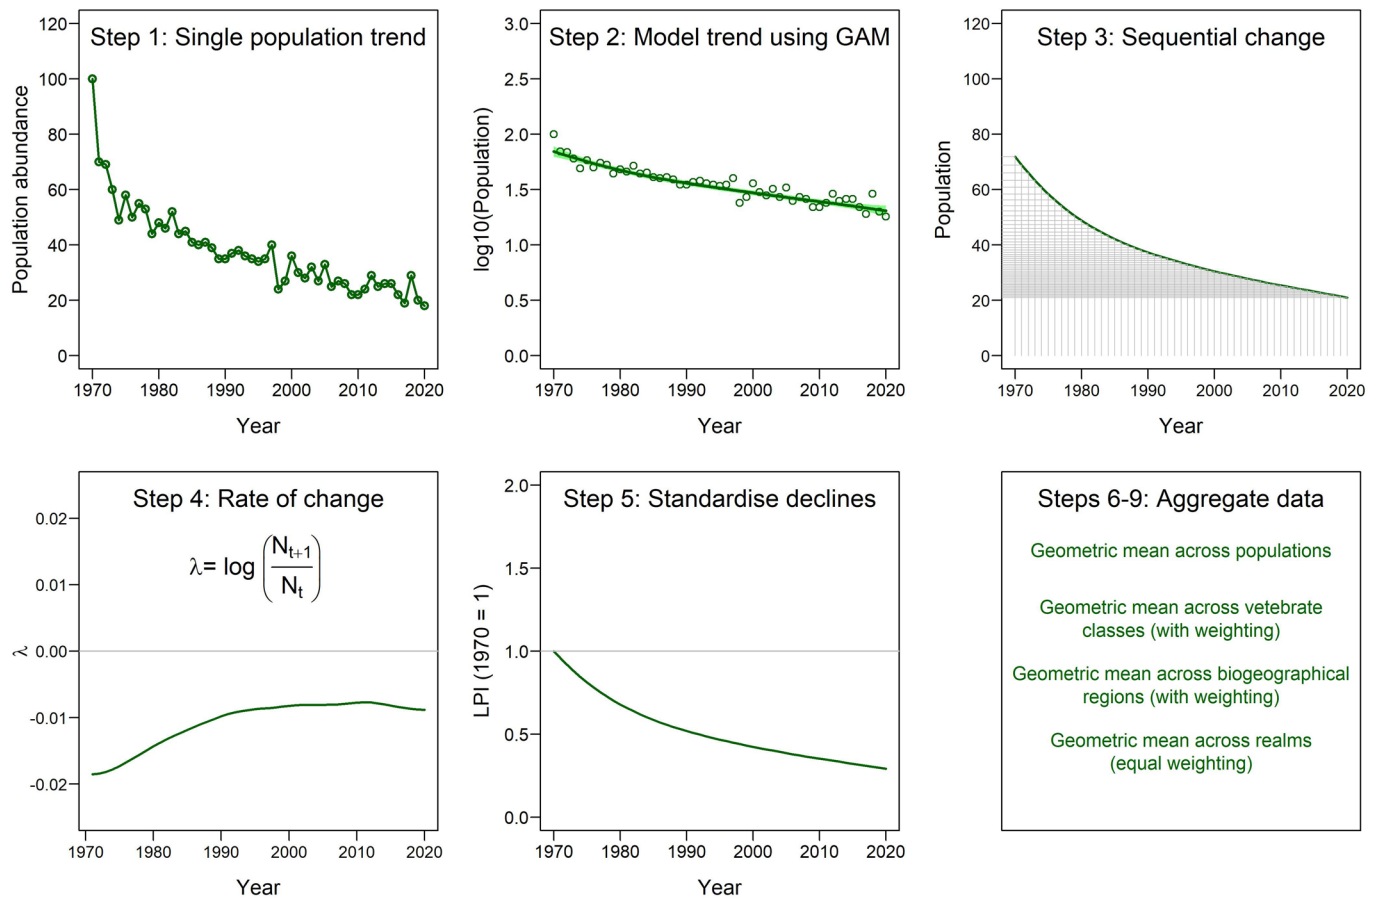 Step 1: Single population trend
120
100
80
60
40
20
0
Population abundance
1970 1980 1990 2000 2010 2020
Year
Step 2: Model trend using GAM
3.0
2.5
2.0
1.5
1.0
0.5
0.0
log10(Population)
1970 1980 1990 2000 2010 2020
Year
Step 3: Sequential change
120
100
80
60
40
20
0
Population
1970 1980 1990 2000 2010 2020
Year
Step 4: Rate of change
λ= log (N_{t+1} / N_t)
0.02
0.01
0.00
-0.01
-0.02
λ
1970 1980 1990 2000 2010 2020
Year
Step 5: Standardise declines
2.0
1.5
1.0
0.5
0.0
LPI (1970 = 1)
1970 1980 1990 2000 2010 2020
Year
Steps 6-9: Aggregate data
Geometric mean across populations
Geometric mean across vetebrate
classes (with weighting)
Geometric mean across biogeographical
regions (with weighting)
Geometric mean across realms
(equal weighting)